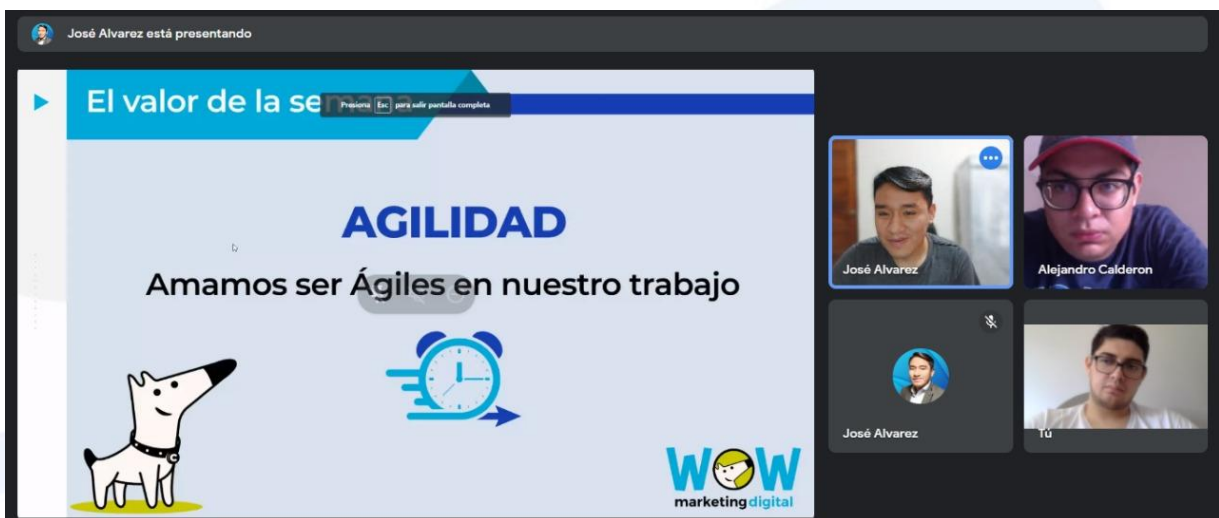 José Alvarez está presentando
El valor de la semana
Presiona Esc para salir pantalla completa
AGILIDAD
Amamos ser Ágiles en nuestro trabajo
WOW
marketing digital
José Alvarez
Alejandro Calderon
José Alvarez
Tú